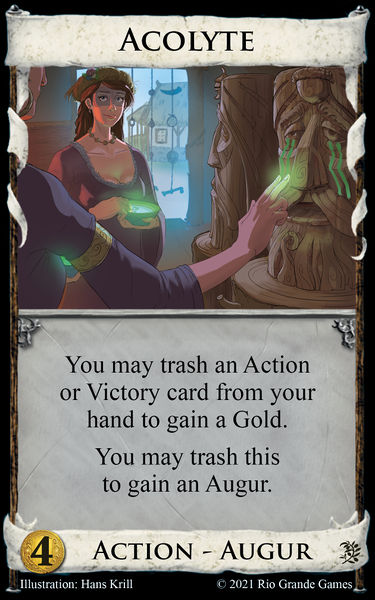 ACOLYTE
You may trash an Action
or Victory card from your
hand to gain a Gold.
You may trash this
to gain an Augur.
4 ACTION - AUGUR
Illustration: Hans Krill © 2021 Rio Grande Games